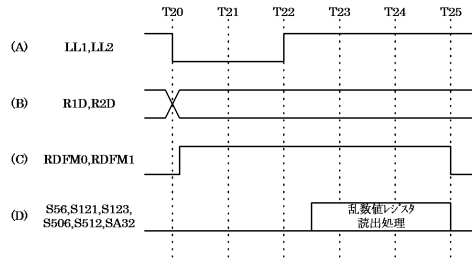 T20 T21 T22 T23 T24 T25
(A) LL1,LL2
(B) R1D,R2D
(C) RDFM0,RDFM1
(D) S56,S121,S123,
S506,S512,SA32
乱数値レジスタ
読出処理